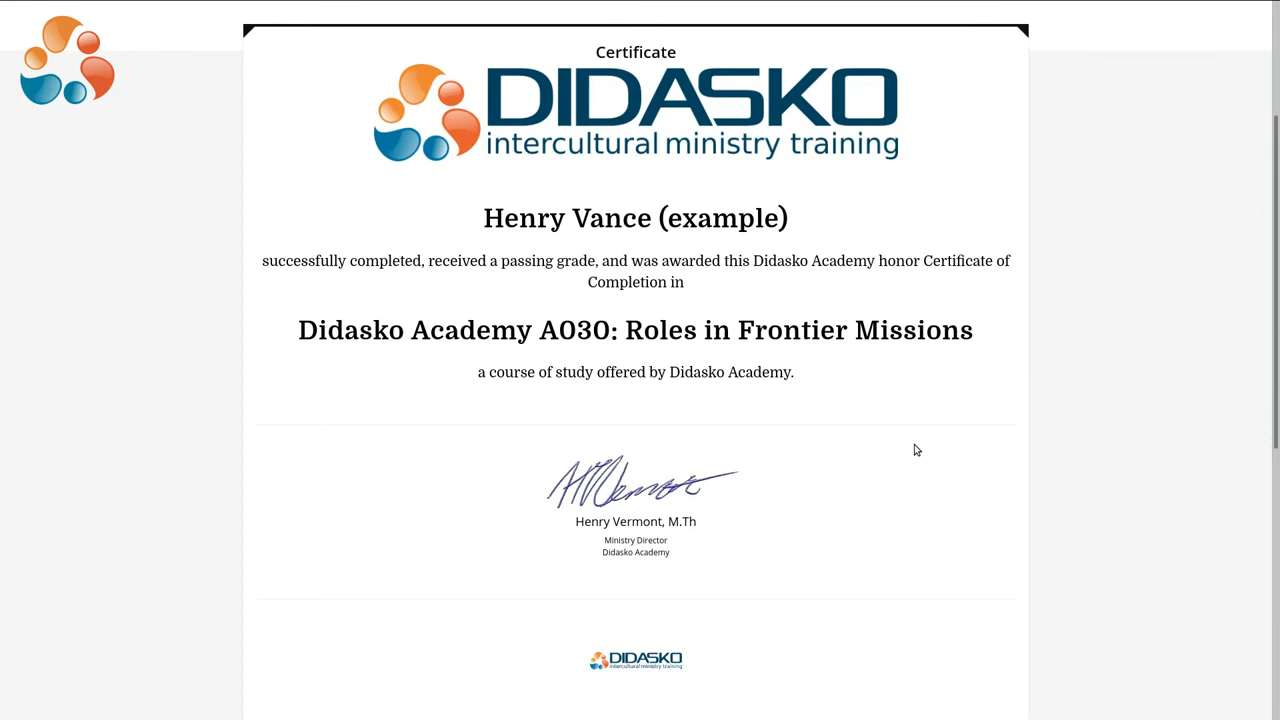 Certificate
DIDASKO
intercultural ministry training
Henry Vance (example)
successfully completed, received a passing grade, and was awarded this Didasko Academy honor Certificate of
Completion in
Didasko Academy A030: Roles in Frontier Missions
a course of study offered by Didasko Academy.
Henry Vermont, M.Th
Ministry Director
Didasko Academy
DIDASKO
intercultural ministry training